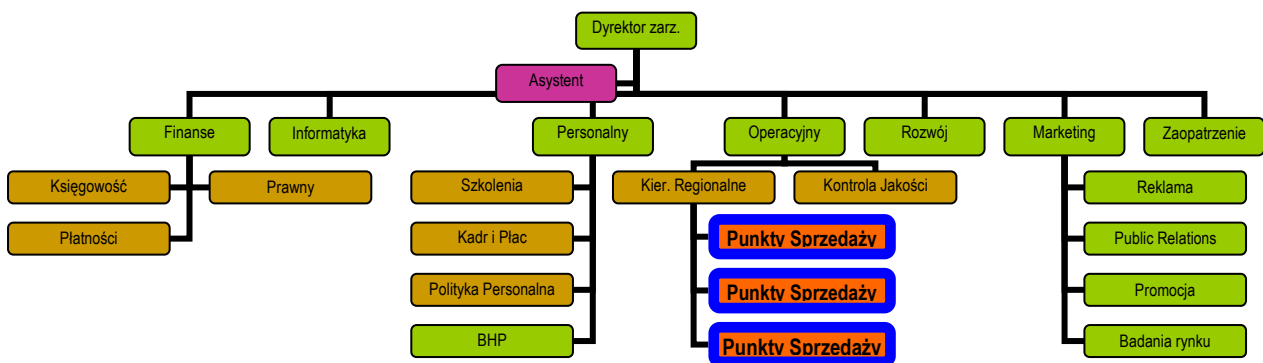 Dyrektor zarz.
Asystent
Finanse
Informatyka
Personalny
Operacyjny
Rozwój
Marketing
Zaopatrzenie
Księgowość
Prawny
Szkolenia
Kier. Regionalne
Kontrola Jakości
Reklama
Płatności
Kadr i Płac
Punkty Sprzedaży
Public Relations
Polityka Personalna
Punkty Sprzedaży
Promocja
BHP
Punkty Sprzedaży
Badania rynku